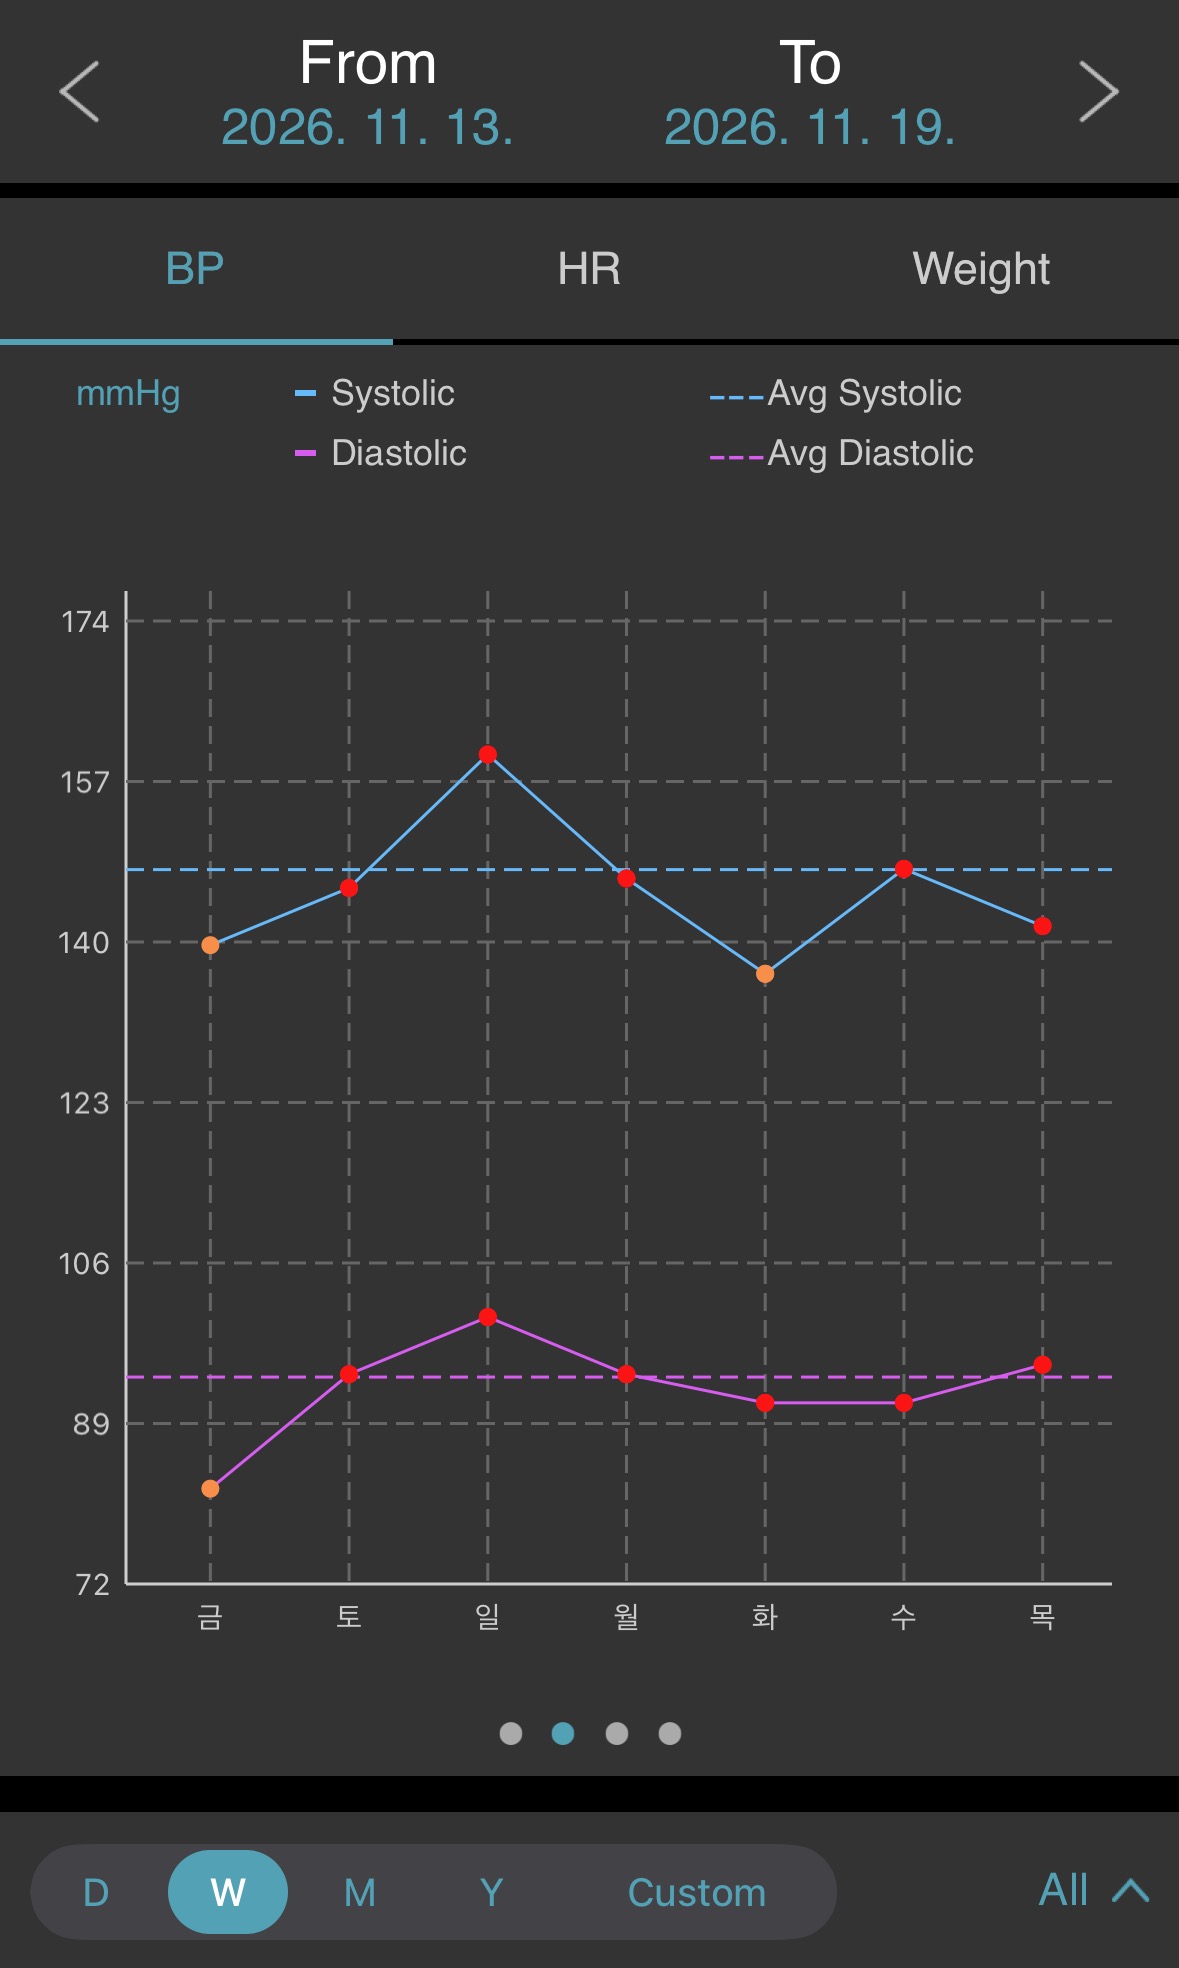 From To
2026. 11. 13. 2026. 11. 19.
BP HR Weight
mmHg Systolic Avg Systolic
Diastolic Avg Diastolic
174
157
140
123
106
89
72
금 토 일 월 화 수 목
D W M Y Custom All